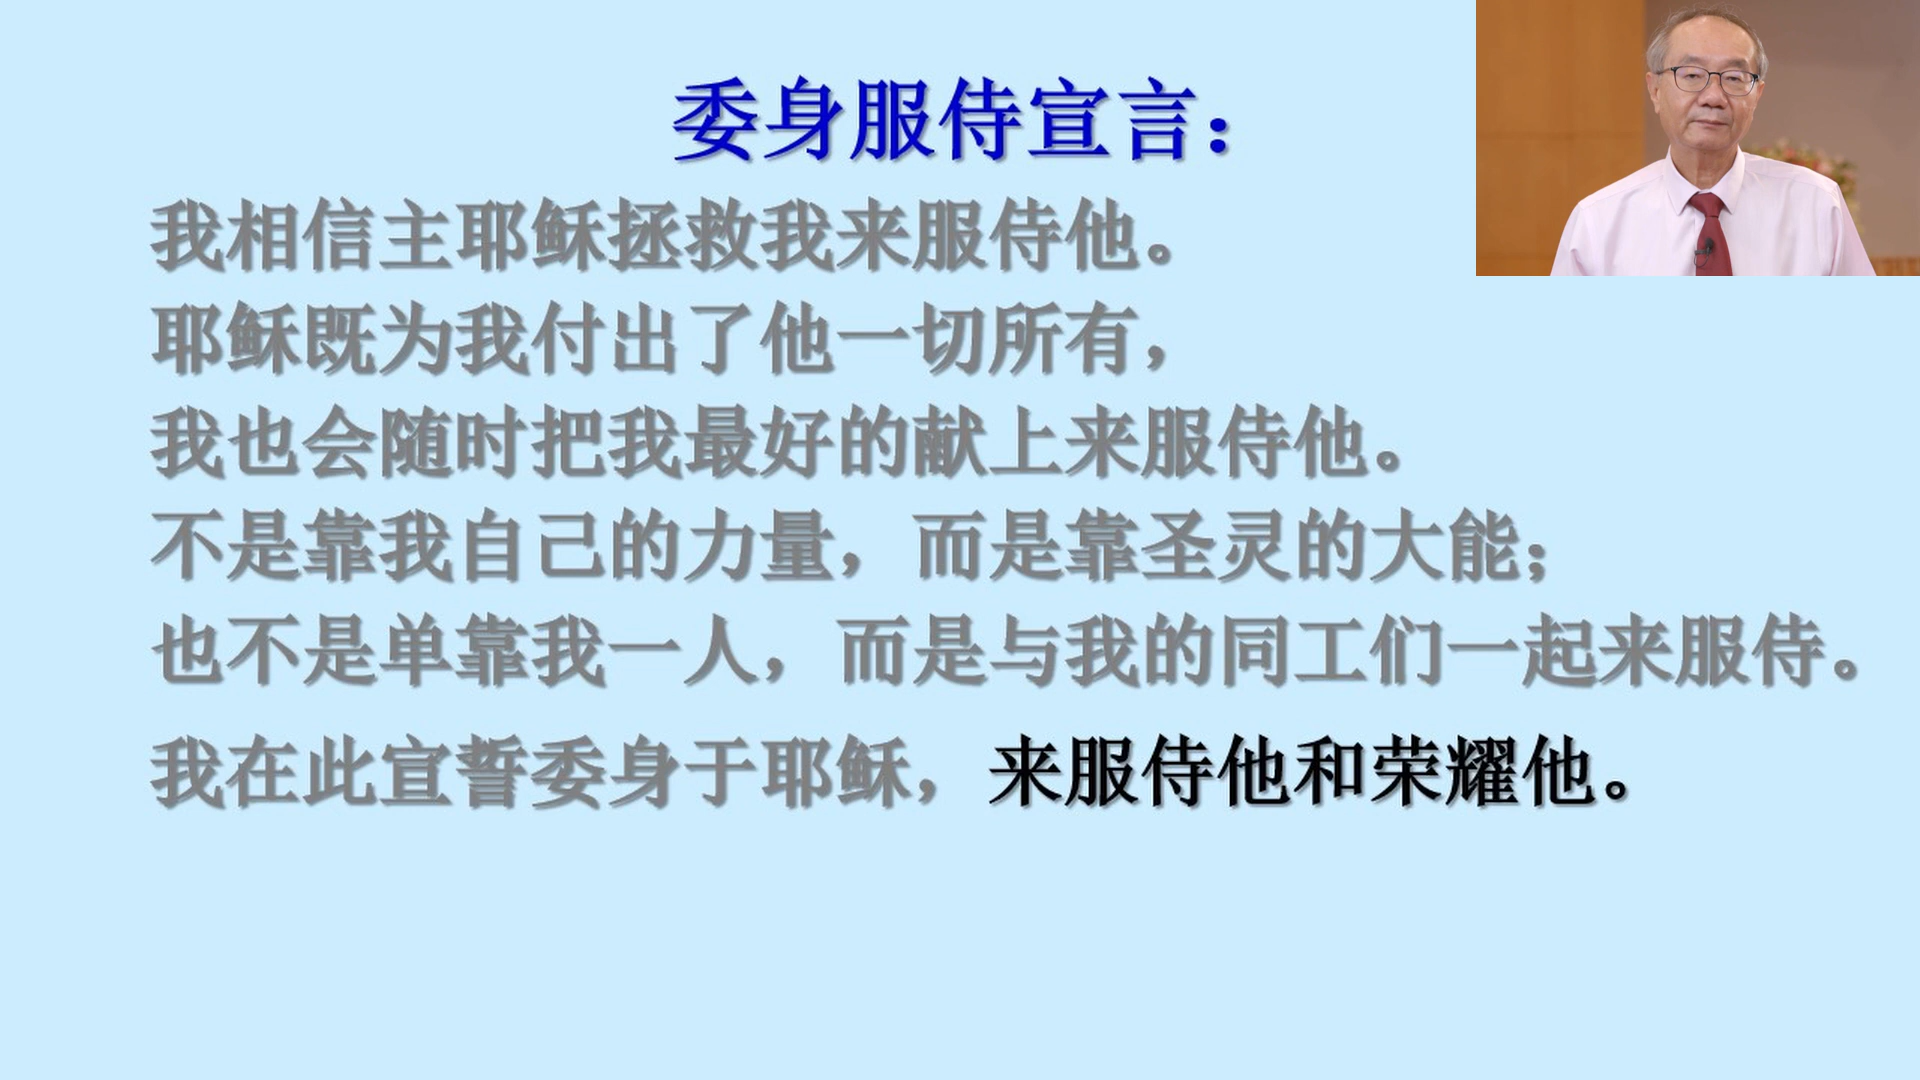 委身服侍宣言：
我相信主耶稣拯救我来服侍他。
耶稣既为我付出了他一切所有，
我也会随时把我最好的献上来服侍他。
不是靠我自己的力量，而是靠圣灵的大能；
也不是单靠我一人，而是与我的同工们一起来服侍。
我在此宣誓委身于耶稣，来服侍他和荣耀他。